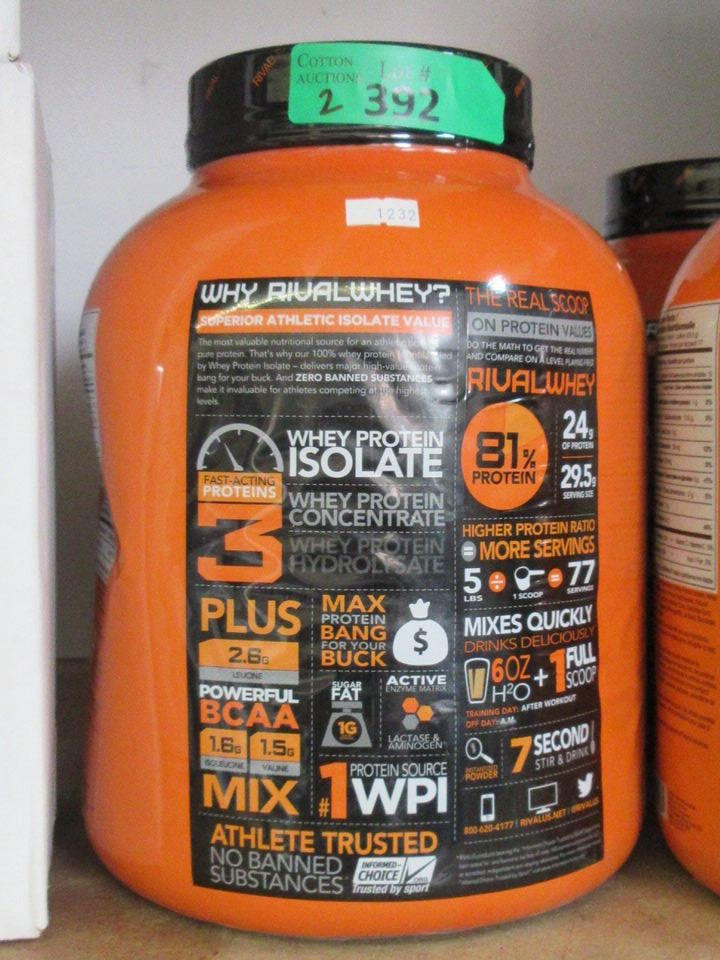 RIVAL
RIVAL
COTTON
AUCTIONS
LOT #
2 392
1232
WHY RIVALWHEY?
SUPERIOR ATHLETIC ISOLATE VALUE
The most valuable nutritional source for an athlete
pure protein. That's why our 100% whey protein
by Whey Protein Isolate – delivers major high-value protein
bang for your buck. And ZERO BANNED SUBSTANCES
make it invaluable for athletes competing at the highest
levels.
FAST-ACTING
PROTEINS
3
WHEY PROTEIN
ISOLATE
WHEY PROTEIN
CONCENTRATE
WHEY PROTEIN
HYDROLYSATE
PLUS
2.6G
LEUCINE
POWERFUL
BCAA
1.6G
ISOLEUCINE
1.5G
VALINE
MIX
MAX
PROTEIN
BANG
FOR YOUR
BUCK
$
SUGAR
FAT
1G
ACTIVE
ENZYME MATRIX
LACTASE &
AMINOGEN
#1 PROTEIN SOURCE
WPI
ATHLETE TRUSTED
NO BANNED
SUBSTANCES
INFORMED-
CHOICE
.ORG
Trusted by sport
THE REAL SCOOP
ON PROTEIN VALUES
DO THE MATH TO GET THE REAL NUMBERS
AND COMPARE ON A LEVEL PLAYING FIELD
RIVALWHEY
81%
PROTEIN
24g
OF PROTEIN
29.5g
SERVING SIZE
HIGHER PROTEIN RATIO
= MORE SERVINGS
5 ÷ = 77
LBS 1 SCOOP SERVINGS
MIXES QUICKLY
DRINKS DELICIOUSLY
6OZ
H2O
+ 1 FULL
SCOOP
TRAINING DAY: AFTER WORKOUT
OFF DAY: A.M.
INSTANTIZED
POWDER
7 SECOND
STIR & DRINK
800-620-4177 | RIVALUS.NET | @RIVALUS